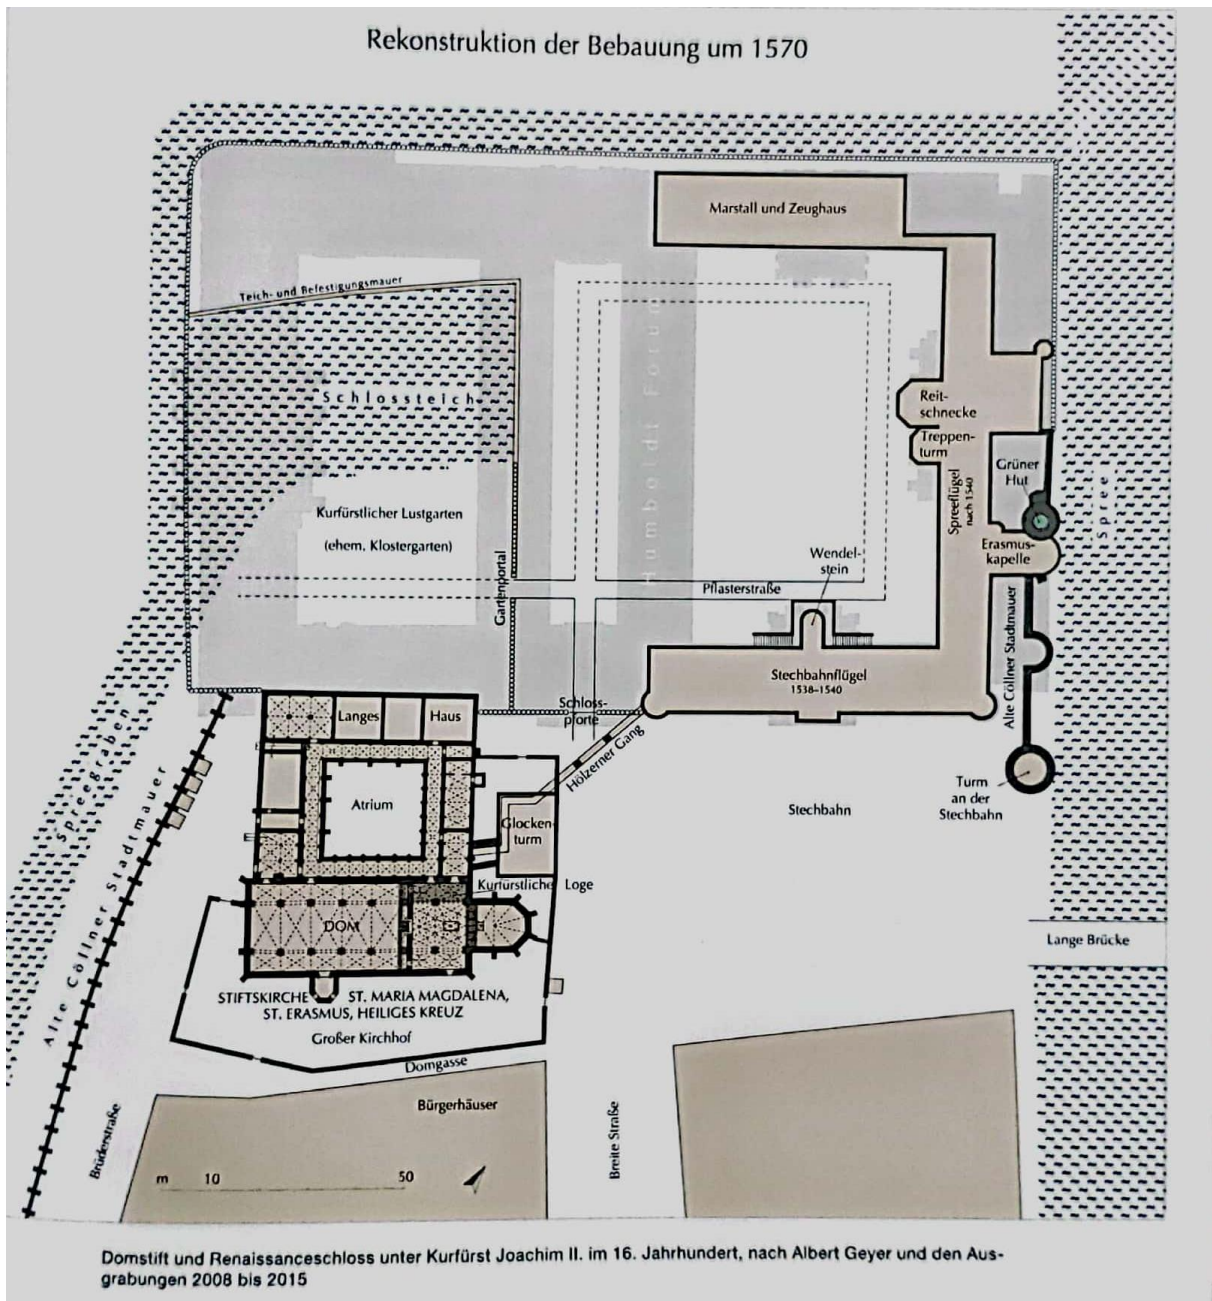 Rekonstruktion der Bebauung um 1570
Marstall und Zeughaus
Teich- und Befestigungsmauer
Schlossteich
Humboldt Forum
Reit-
schnecke
Treppen-
turm
Grüner
Hut
Spreeflügel
nach 1540
Spree
Kurfürstlicher Lustgarten
(ehem. Klostergarten)
Erasmus-
kapelle
Wendel-
stein
Gartenportal
Pflasterstraße
Alte Cöllner Stadtmauer
Stechbahnflügel
1538–1540
Schloss-
pforte
Langes
Haus
Hölzerner Gang
Spreegraben
Alte Cöllner Stadtmauer
Atrium
Glocken-
turm
Stechbahn
Turm
an der
Stechbahn
Kurfürstliche Loge
DOM
Lange Brücke
STIFTSKIRCHE ST. MARIA MAGDALENA,
ST. ERASMUS, HEILIGES KREUZ
Großer Kirchhof
Domgasse
Bürgerhäuser
Brüderstraße
Breite Straße
m 10 50
Domstift und Renaissanceschloss unter Kurfürst Joachim II. im 16. Jahrhundert, nach Albert Geyer und den Aus-
grabungen 2008 bis 2015